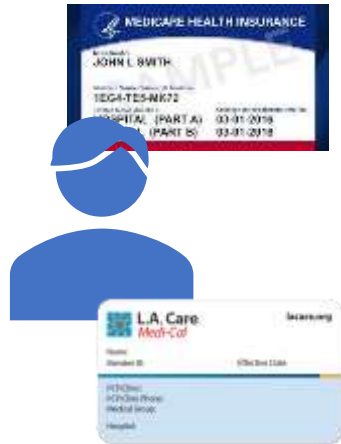 MEDICARE HEALTH INSURANCE
JOHN L SMITH
SAMPLE
1EG4-TE5-MK72
HOSPITAL (PART A) 03-01-2016
(PART B) 03-01-2016
L.A. Care
Medi-Cal
lacare.org
Name
Member ID
Effective Date
PCP/Clinic
PCP/Clinic Phone
Medical Group
Hospital